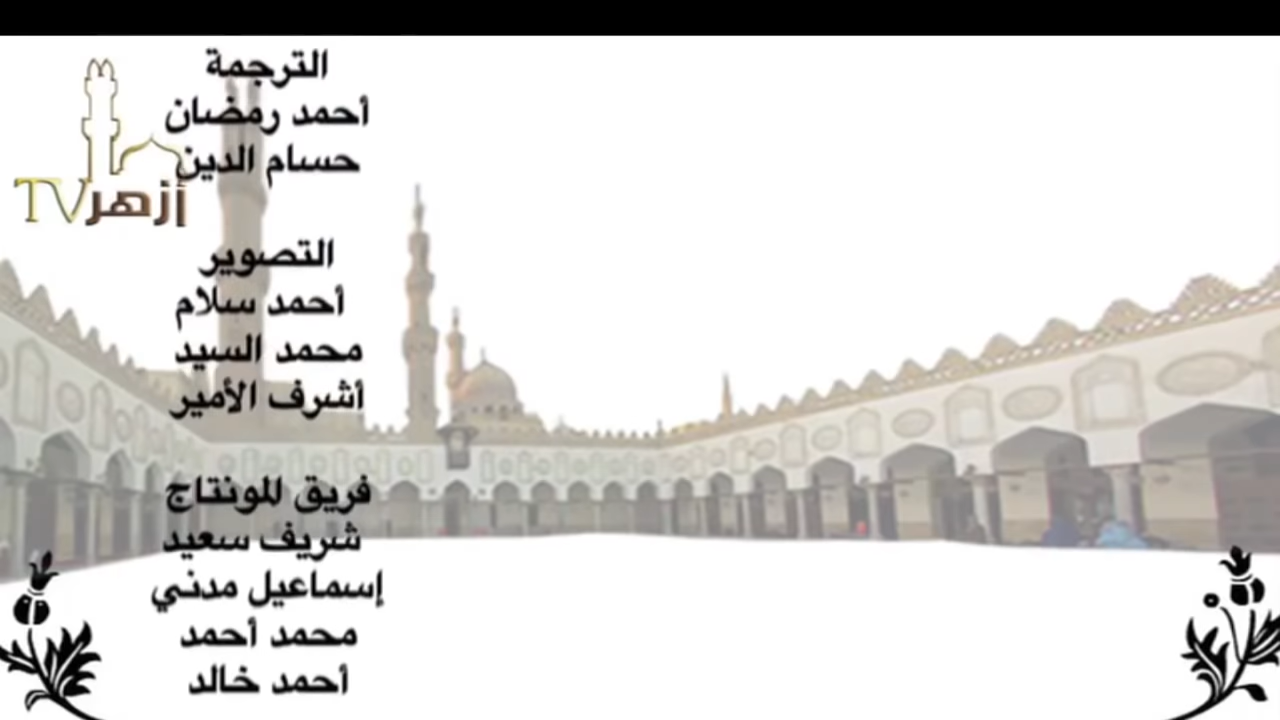 الترجمة
أحمد رمضان
حسام الدين
أزهر TV
التصوير
أحمد سلام
محمد السيد
أشرف الأمير
فريق المونتاج
شريف سعيد
إسماعيل مدني
محمد أحمد
أحمد خالد